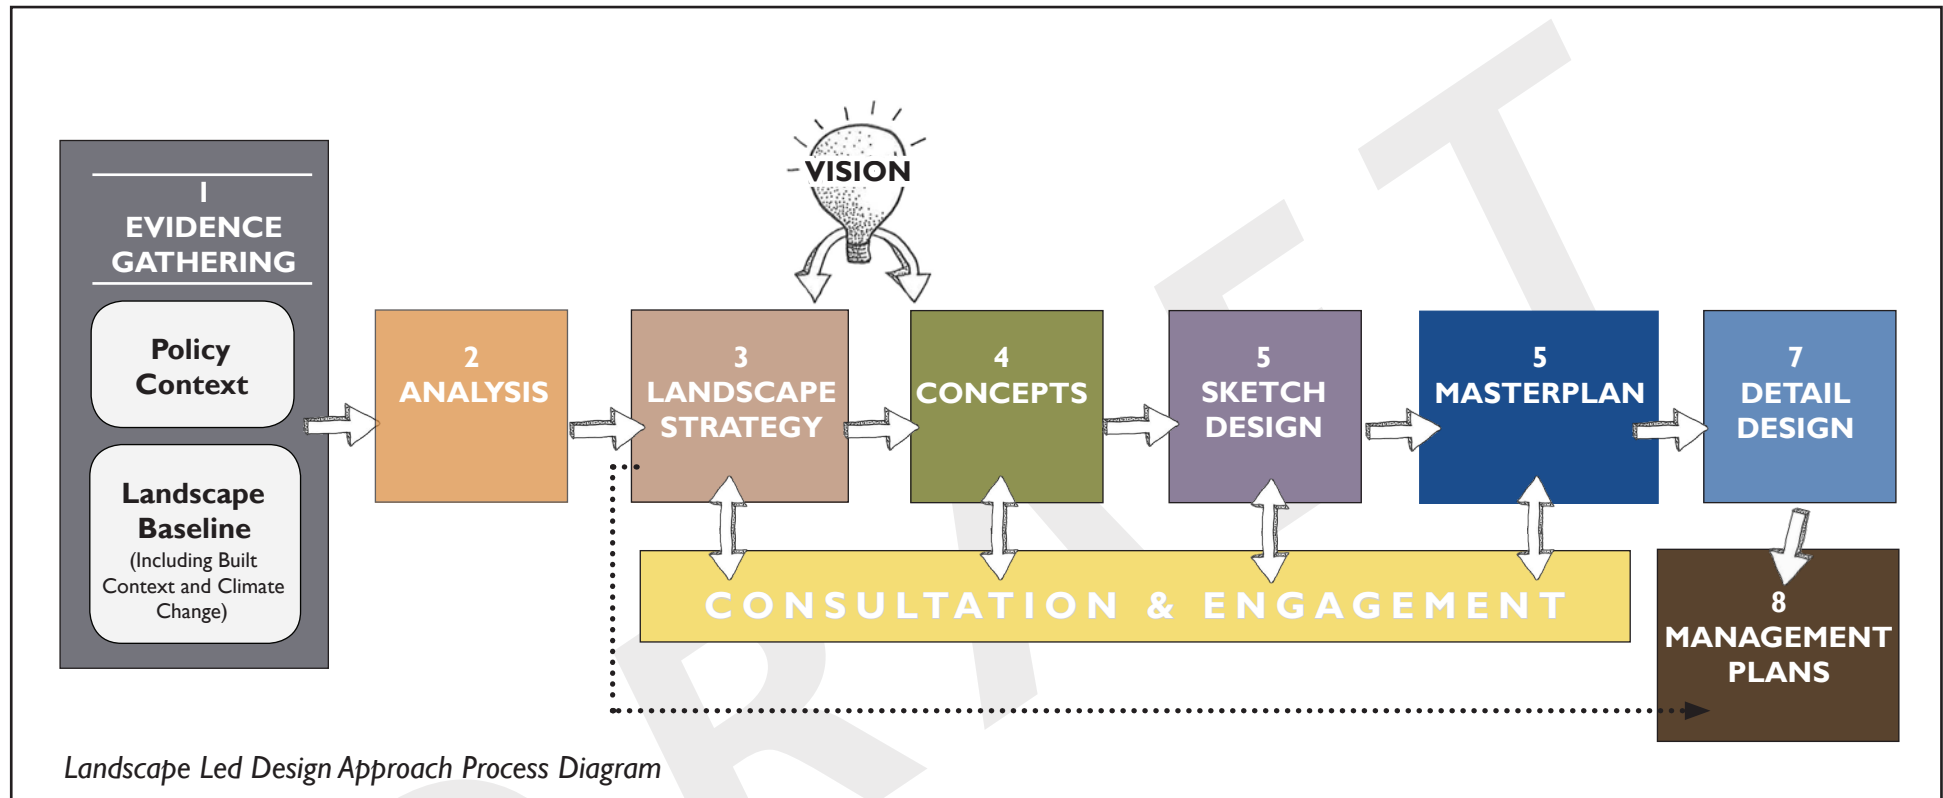 VISION
1
EVIDENCE
GATHERING
Policy
Context
Landscape
Baseline
(Including Built
Context and Climate
Change)
2
ANALYSIS
3
LANDSCAPE
STRATEGY
4
CONCEPTS
5
SKETCH
DESIGN
5
MASTERPLAN
7
DETAIL
DESIGN
CONSULTATION & ENGAGEMENT
8
MANAGEMENT
PLANS
Landscape Led Design Approach Process Diagram
DRAFT